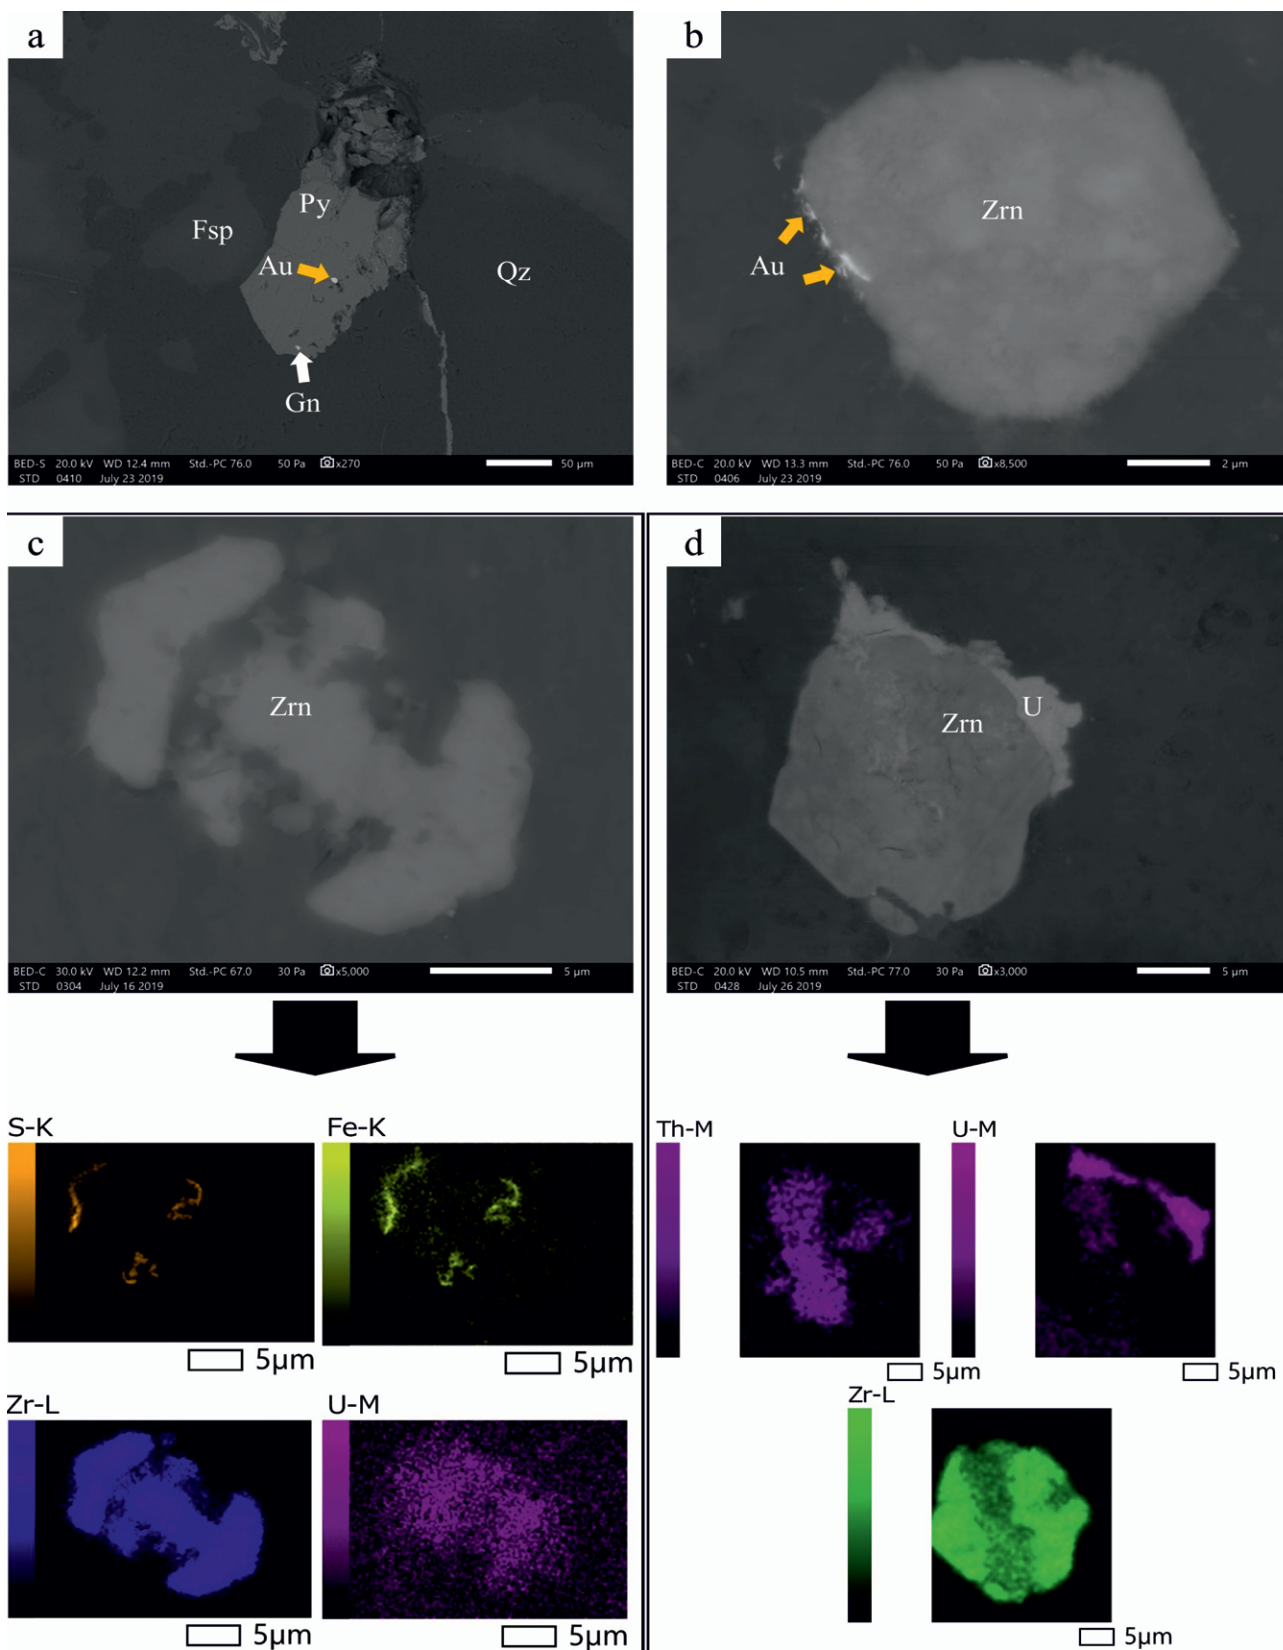 a
Py
Fsp
Au
Qz
Gn
BED-S 20.0 kV WD 12.4 mm Std.-PC 76.0 50 Pa x270 50 µm
STD 0410 July 23 2019
b
Zrn
Au
BED-C 20.0 kV WD 13.3 mm Std.-PC 76.0 50 Pa x8,500 2 µm
STD 0406 July 23 2019
c
Zrn
BED-C 30.0 kV WD 12.2 mm Std.-PC 67.0 30 Pa x5,000 5 µm
STD 0304 July 16 2019
d
U
Zrn
BED-C 20.0 kV WD 10.5 mm Std.-PC 77.0 30 Pa x3,000 5 µm
STD 0428 July 26 2019
S-K
Fe-K
5µm
5µm
Zr-L
U-M
5µm
5µm
Th-M
U-M
5µm
5µm
Zr-L
5µm